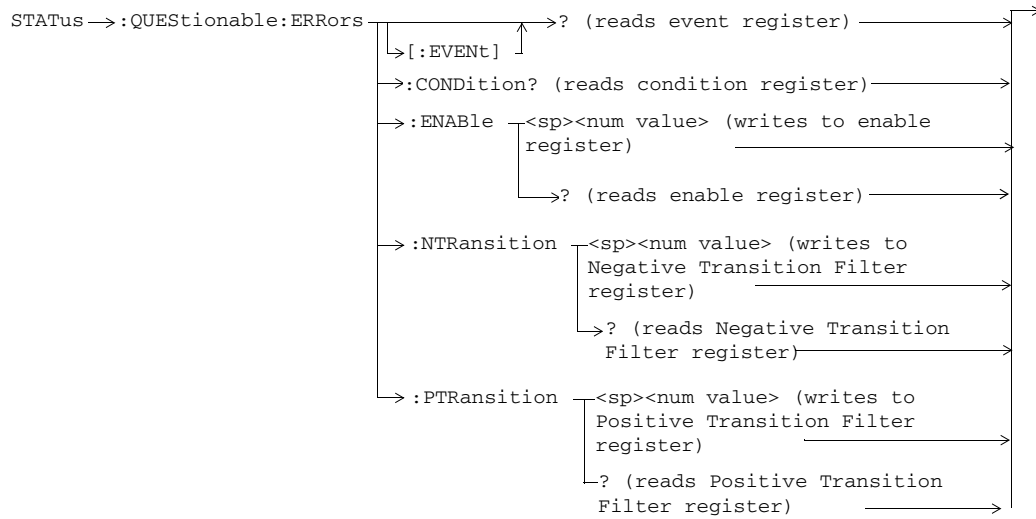 STATus :QUEStionable:ERRors ? (reads event register)
[:EVENt]
:CONDition? (reads condition register)
:ENABle <sp><num value> (writes to enable
register)
? (reads enable register)
:NTRansition <sp><num value> (writes to
Negative Transition Filter
register)
? (reads Negative Transition
Filter register)
:PTRansition <sp><num value> (writes to
Positive Transition Filter
register)
? (reads Positive Transition
Filter register)